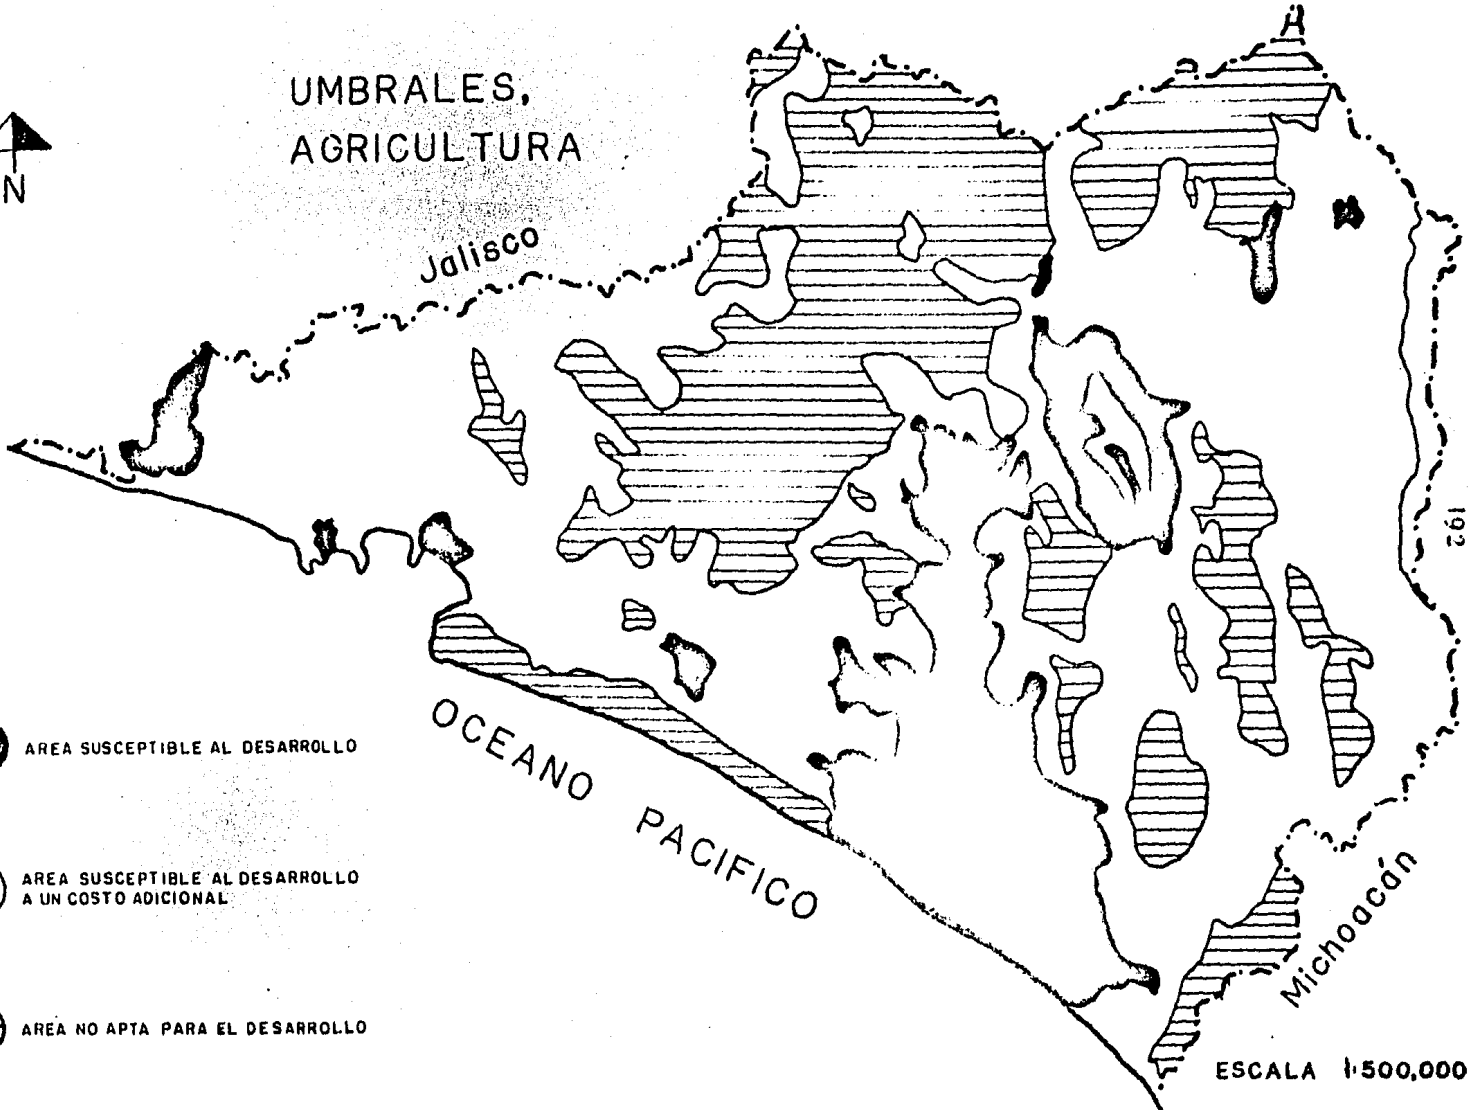 UMBRALES,
AGRICULTURA
N
Jalisco
192
AREA SUSCEPTIBLE AL DESARROLLO
OCEANO PACIFICO
AREA SUSCEPTIBLE AL DESARROLLO
A UN COSTO ADICIONAL
Michoacán
AREA NO APTA PARA EL DESARROLLO
ESCALA 1:500,000